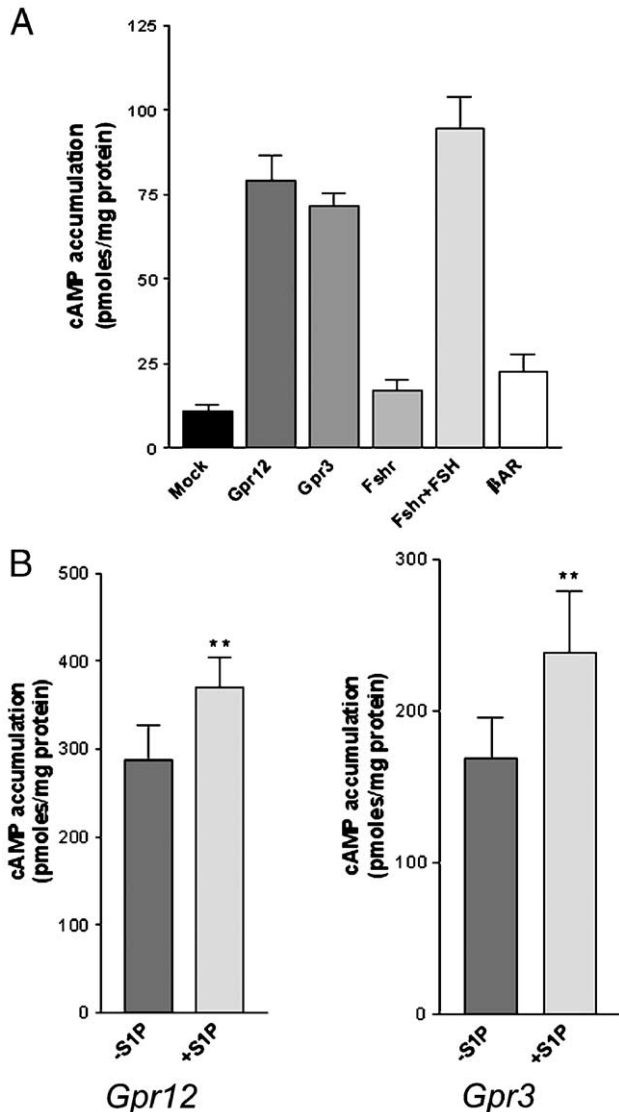 A
cAMP accumulation
(pmoles/mg protein)
125
100
75
50
25
0
Mock
Gpr12
Gpr3
Fshr
Fshr+FSH
βAR
B
cAMP accumulation
(pmoles/mg protein)
500
400
300
200
100
0
**
-S1P
+S1P
Gpr12
cAMP accumulation
(pmoles/mg protein)
300
200
100
0
**
-S1P
+S1P
Gpr3